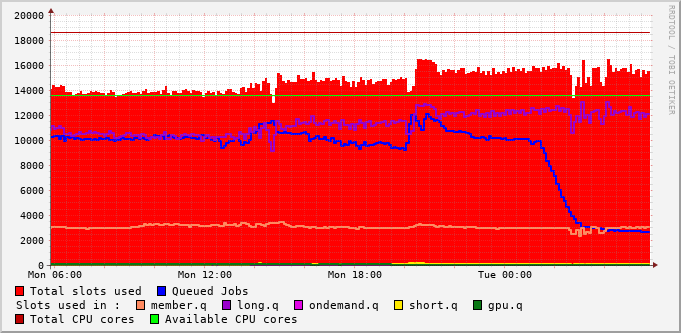 20000
18000
16000
14000
12000
10000
8000
6000
4000
2000
0
Mon 06:00 Mon 12:00 Mon 18:00 Tue 00:00
RRDTOOL / TOBI OETIKER
Total slots used Queued Jobs
Slots used in : member.q long.q ondemand.q short.q gpu.q
Total CPU cores Available CPU cores